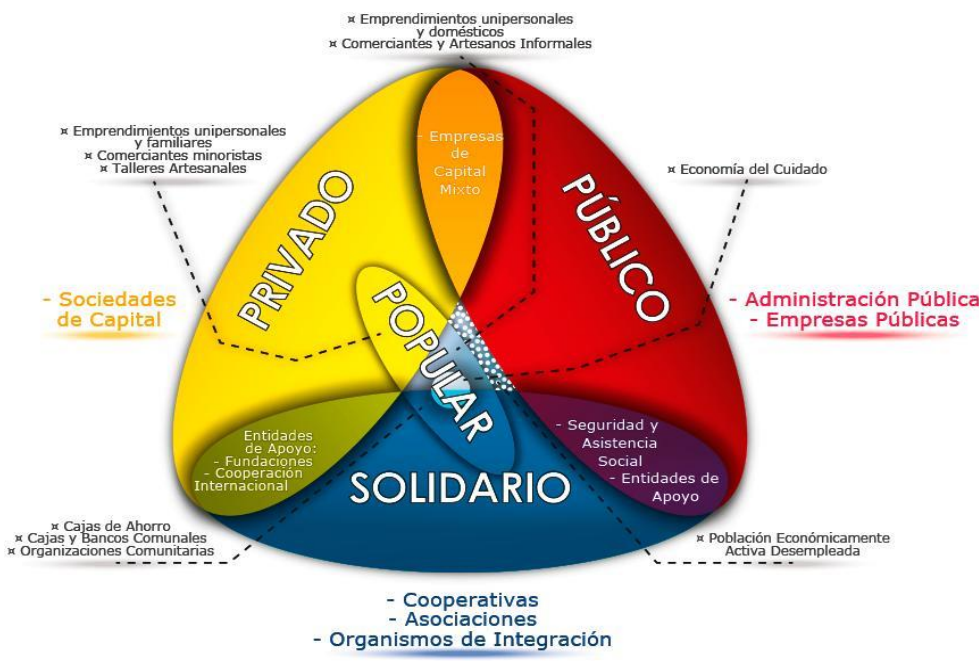 ¤ Emprendimientos unipersonales
y domésticos
¤ Comerciantes y Artesanos Informales
¤ Emprendimientos unipersonales
y familiares
¤ Comerciantes minoristas
¤ Talleres Artesanales
- Empresas
de
Capital
Mixto
¤ Economía del Cuidado
PRIVADO
PÚBLICO
- Sociedades
de Capital
- Administración Pública
- Empresas Públicas
POPULAR
Entidades
de Apoyo:
- Fundaciones
- Cooperación
Internacional
- Seguridad y
Asistencia
Social
- Entidades de
Apoyo
SOLIDARIO
¤ Cajas de Ahorro
¤ Cajas y Bancos Comunales
¤ Organizaciones Comunitarias
¤ Población Económicamente
Activa Desempleada
- Cooperativas
- Asociaciones
- Organismos de Integración